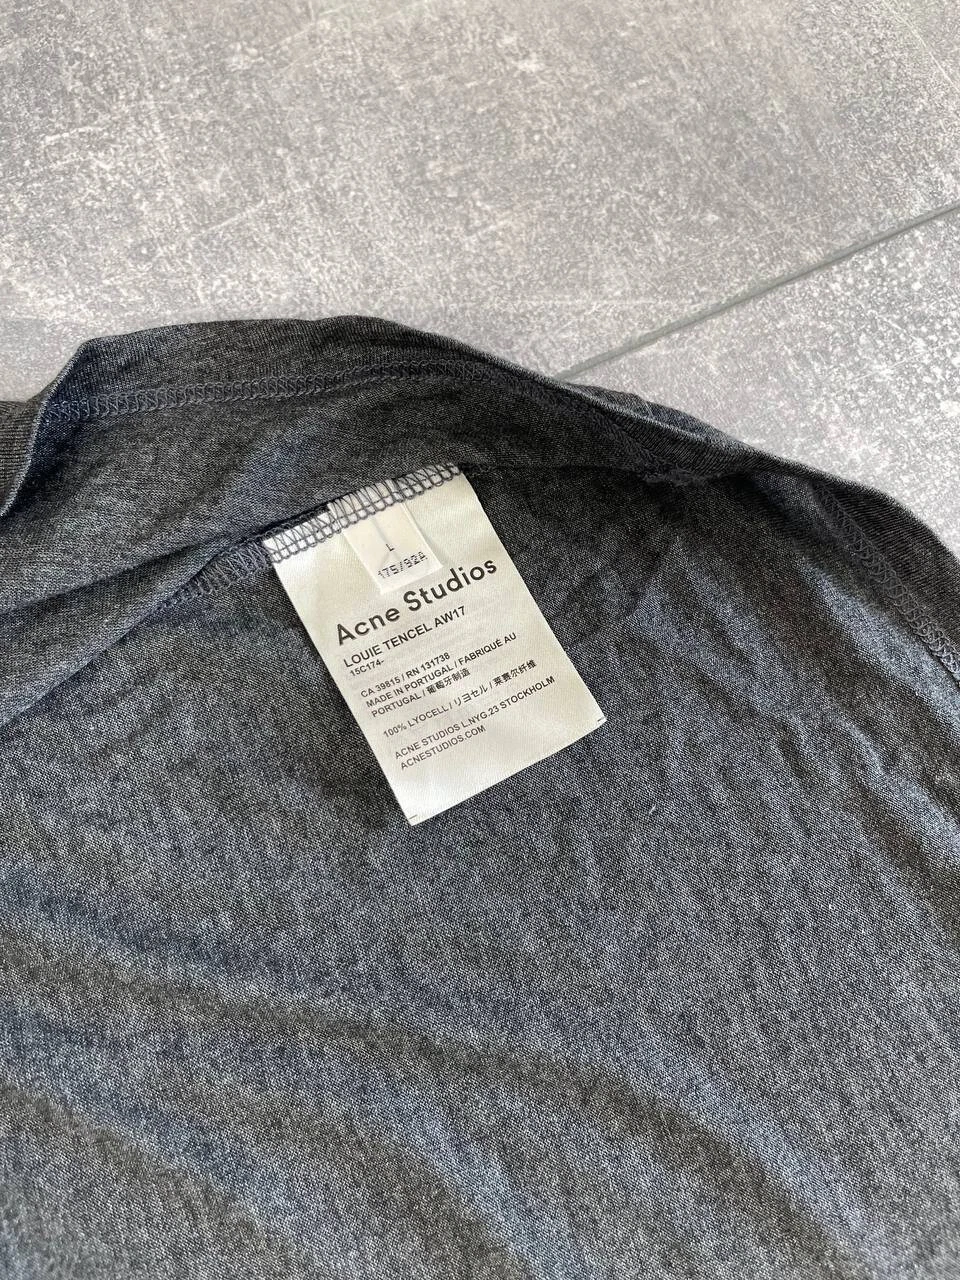 L
175/92A
Acne Studios
LOUIE TENCEL AW17
15C174-
CA 39815 / RN 131738
MADE IN PORTUGAL / FABRIQUÉ AU
PORTUGAL / 葡萄牙制造
100% LYOCELL / リヨセル / 莱赛尔纤维
ACNE STUDIOS L.NYG.23 STOCKHOLM
ACNESTUDIOS.COM